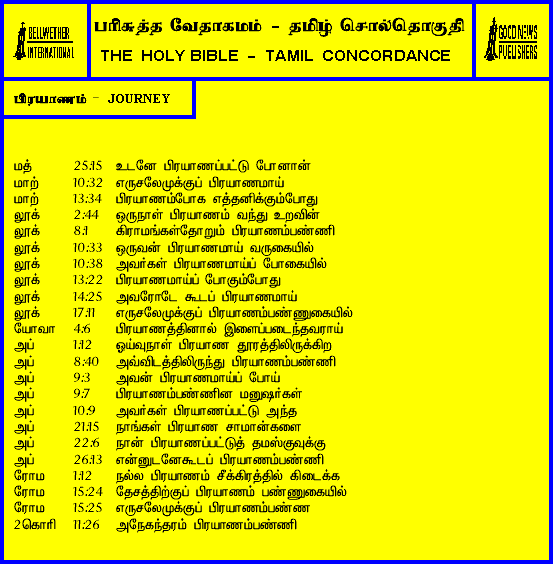 BELLWETHER
INTERNATIONAL
பரிசுத்த வேதாகமம் - தமிழ் சொல்தொகுதி
THE HOLY BIBLE - TAMIL CONCORDANCE
GOOD NEWS
PUBLISHERS
பிரயாணம் - JOURNEY
மத் 25:15 உடனே பிரயாணப்பட்டு போனான்
மாற் 10:32 எருசலேமுக்குப் பிரயாணமாய்
மாற் 13:34 பிரயாணம்போக எத்தனிக்கும்போது
லூக் 2:44 ஒருநாள் பிரயாணம் வந்து உறவின்
லூக் 8:1 கிராமங்கள்தோறும் பிரயாணம்பண்ணி
லூக் 10:33 ஒருவன் பிரயாணமாய் வருகையில்
லூக் 10:38 அவர்கள் பிரயாணமாய்ப் போகையில்
லூக் 13:22 பிரயாணமாய்ப் போகும்போது
லூக் 14:25 அவரோடே கூடப் பிரயாணமாய்
லூக் 17:11 எருசலேமுக்குப் பிரயாணம்பண்ணுகையில்
யோவா 4:6 பிரயாணத்தினால் இளைப்படைந்தவராய்
அப் 1:12 ஓய்வுநாள் பிரயாண தூரத்திலிருக்கிற
அப் 8:40 அவ்விடத்திலிருந்து பிரயாணம்பண்ணி
அப் 9:3 அவன் பிரயாணமாய்ப் போய்
அப் 9:7 பிரயாணம்பண்ணின மனுஷர்கள்
அப் 10:9 அவர்கள் பிரயாணப்பட்டு அந்த
அப் 21:15 நாங்கள் பிரயாண சாமான்களை
அப் 22:6 நான் பிரயாணப்பட்டுத் தமஸ்குவுக்கு
அப் 26:13 என்னுடனேகூடப் பிரயாணம்பண்ணி
ரோம 1:12 நல்ல பிரயாணம் சீக்கிரத்தில் கிடைக்க
ரோம 15:24 தேசத்திற்குப் பிரயாணம் பண்ணுகையில்
ரோம 15:25 எருசலேமுக்குப் பிரயாணம்பண்ண
2கொரி 11:26 அநேகந்தரம் பிரயாணம்பண்ணி